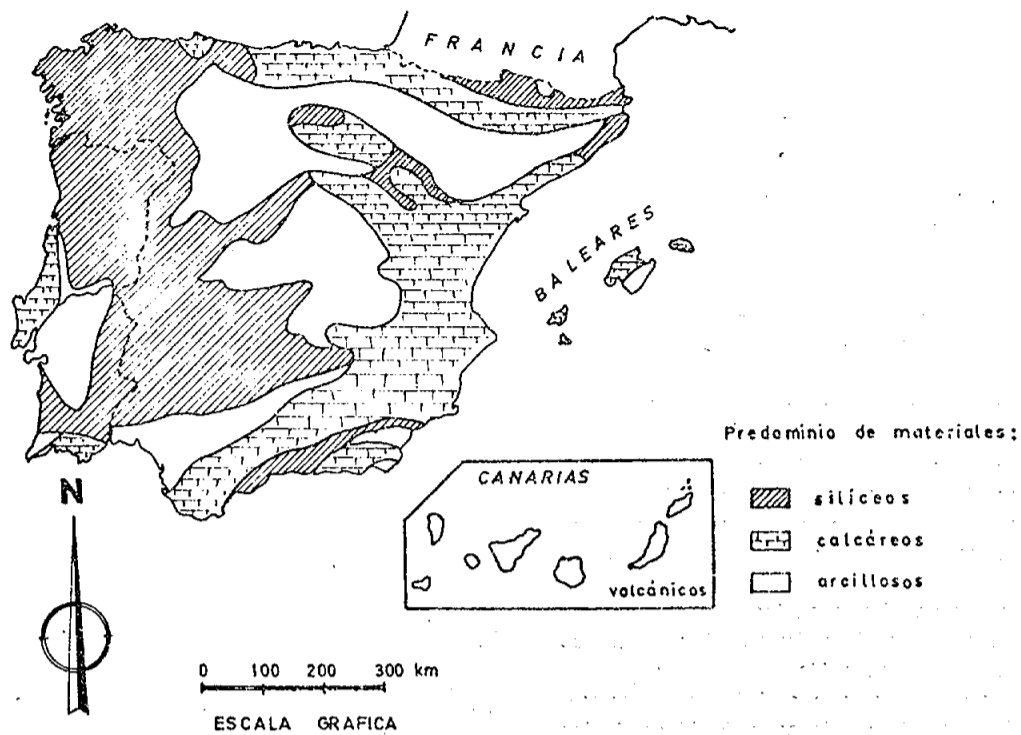 FRANCIA
BALEARES
Predominio de materiales:
silíceos
calcáreos
arcillosos
CANARIAS
volcánicos
N
0 100 200 300 km
ESCALA GRAFICA